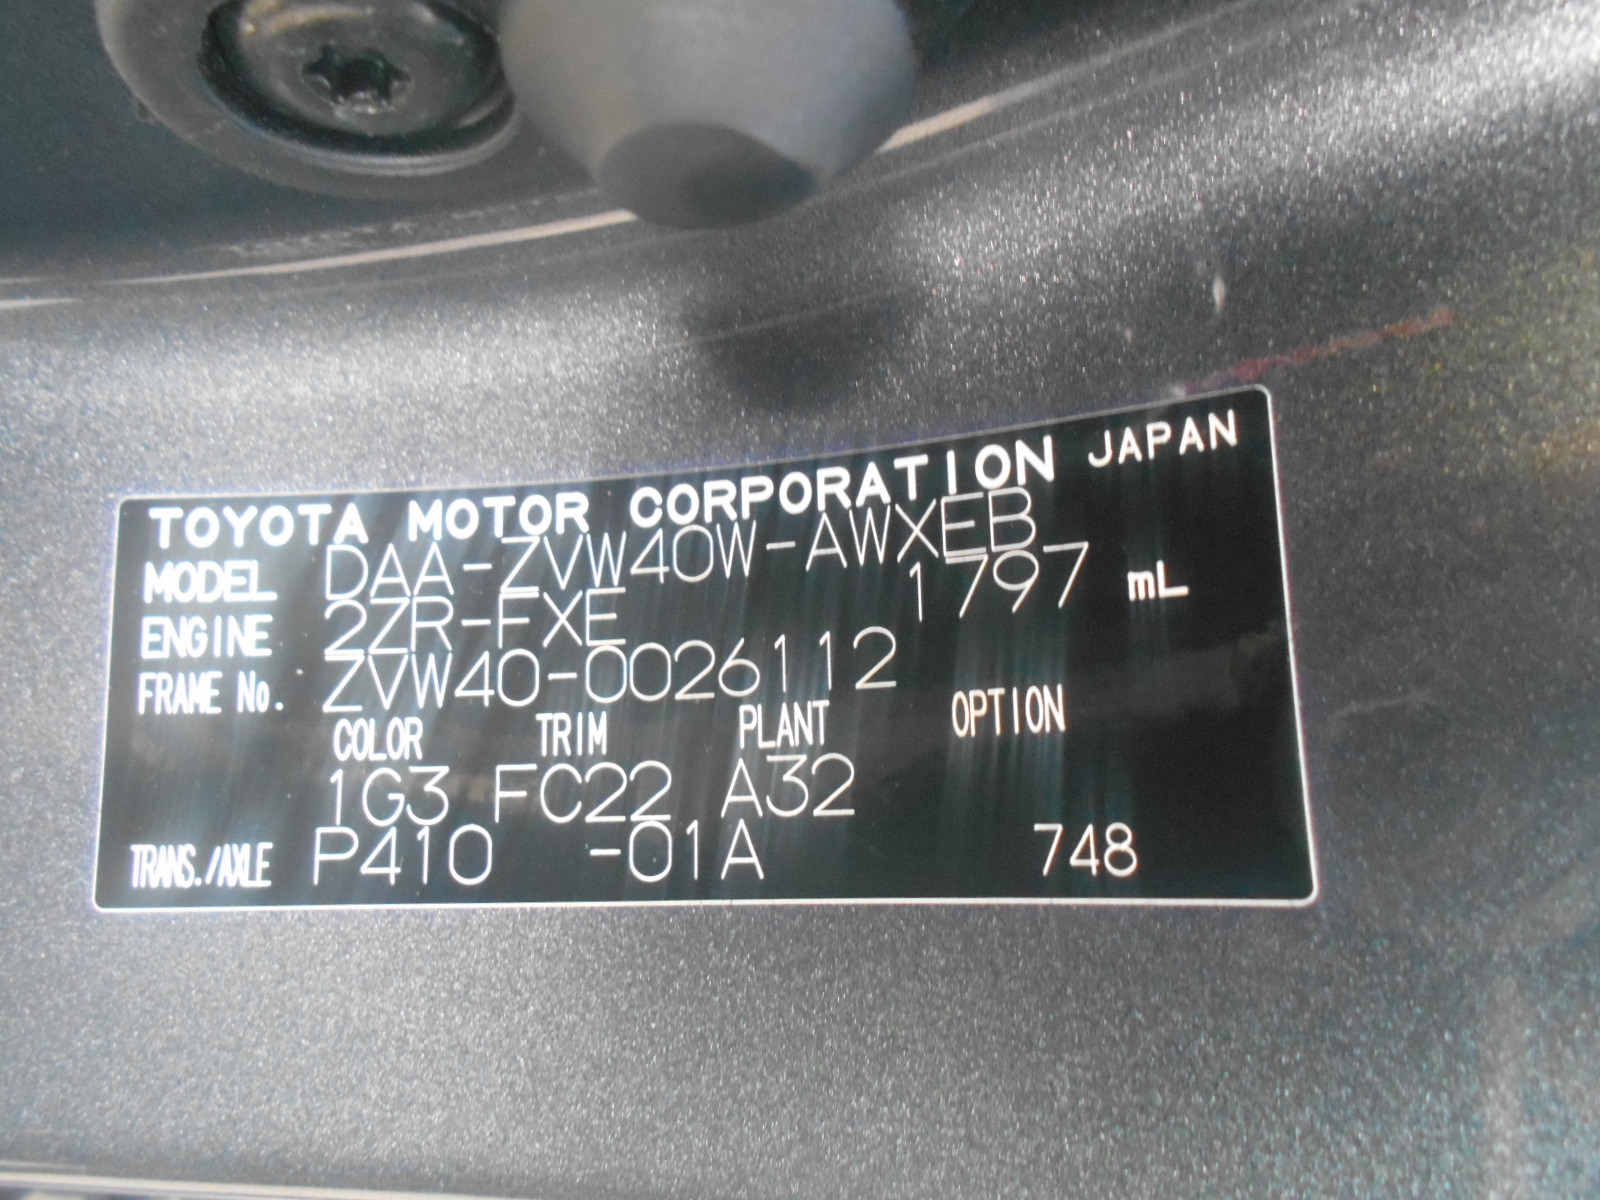 TOYOTA MOTOR CORPORATION JAPAN
MODEL DAA-ZVW40W-AWXEB
ENGINE 2ZR-FXE 1797 mL
FRAME No. ZVW40-0026112
COLOR TRIM PLANT OPTION
1G3 FC22 A32
TRANS./AXLE P410 -01A 748